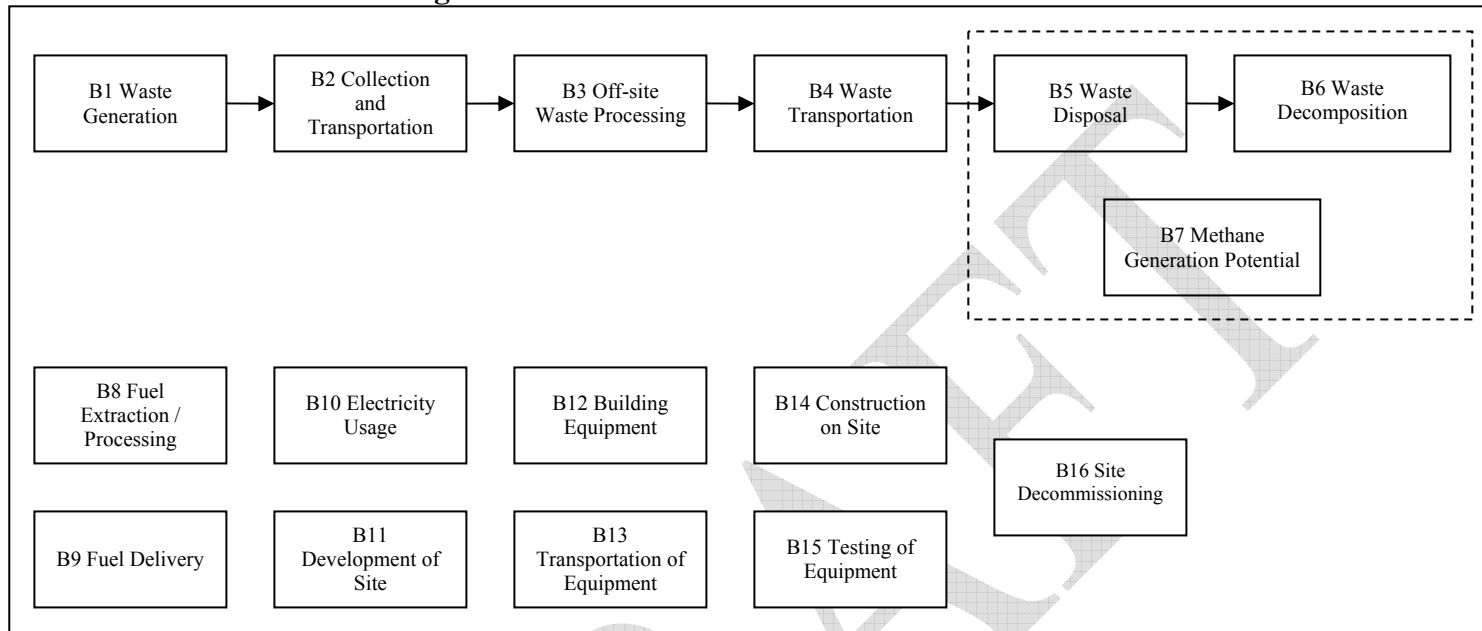 B1 Waste
Generation
B2 Collection
and
Transportation
B3 Off-site
Waste Processing
B4 Waste
Transportation
B5 Waste
Disposal
B6 Waste
Decomposition
B7 Methane
Generation Potential
B8 Fuel
Extraction /
Processing
B10 Electricity
Usage
B12 Building
Equipment
B14 Construction
on Site
B16 Site
Decommissioning
B9 Fuel Delivery
B11
Development of
Site
B13
Transportation of
Equipment
B15 Testing of
Equipment